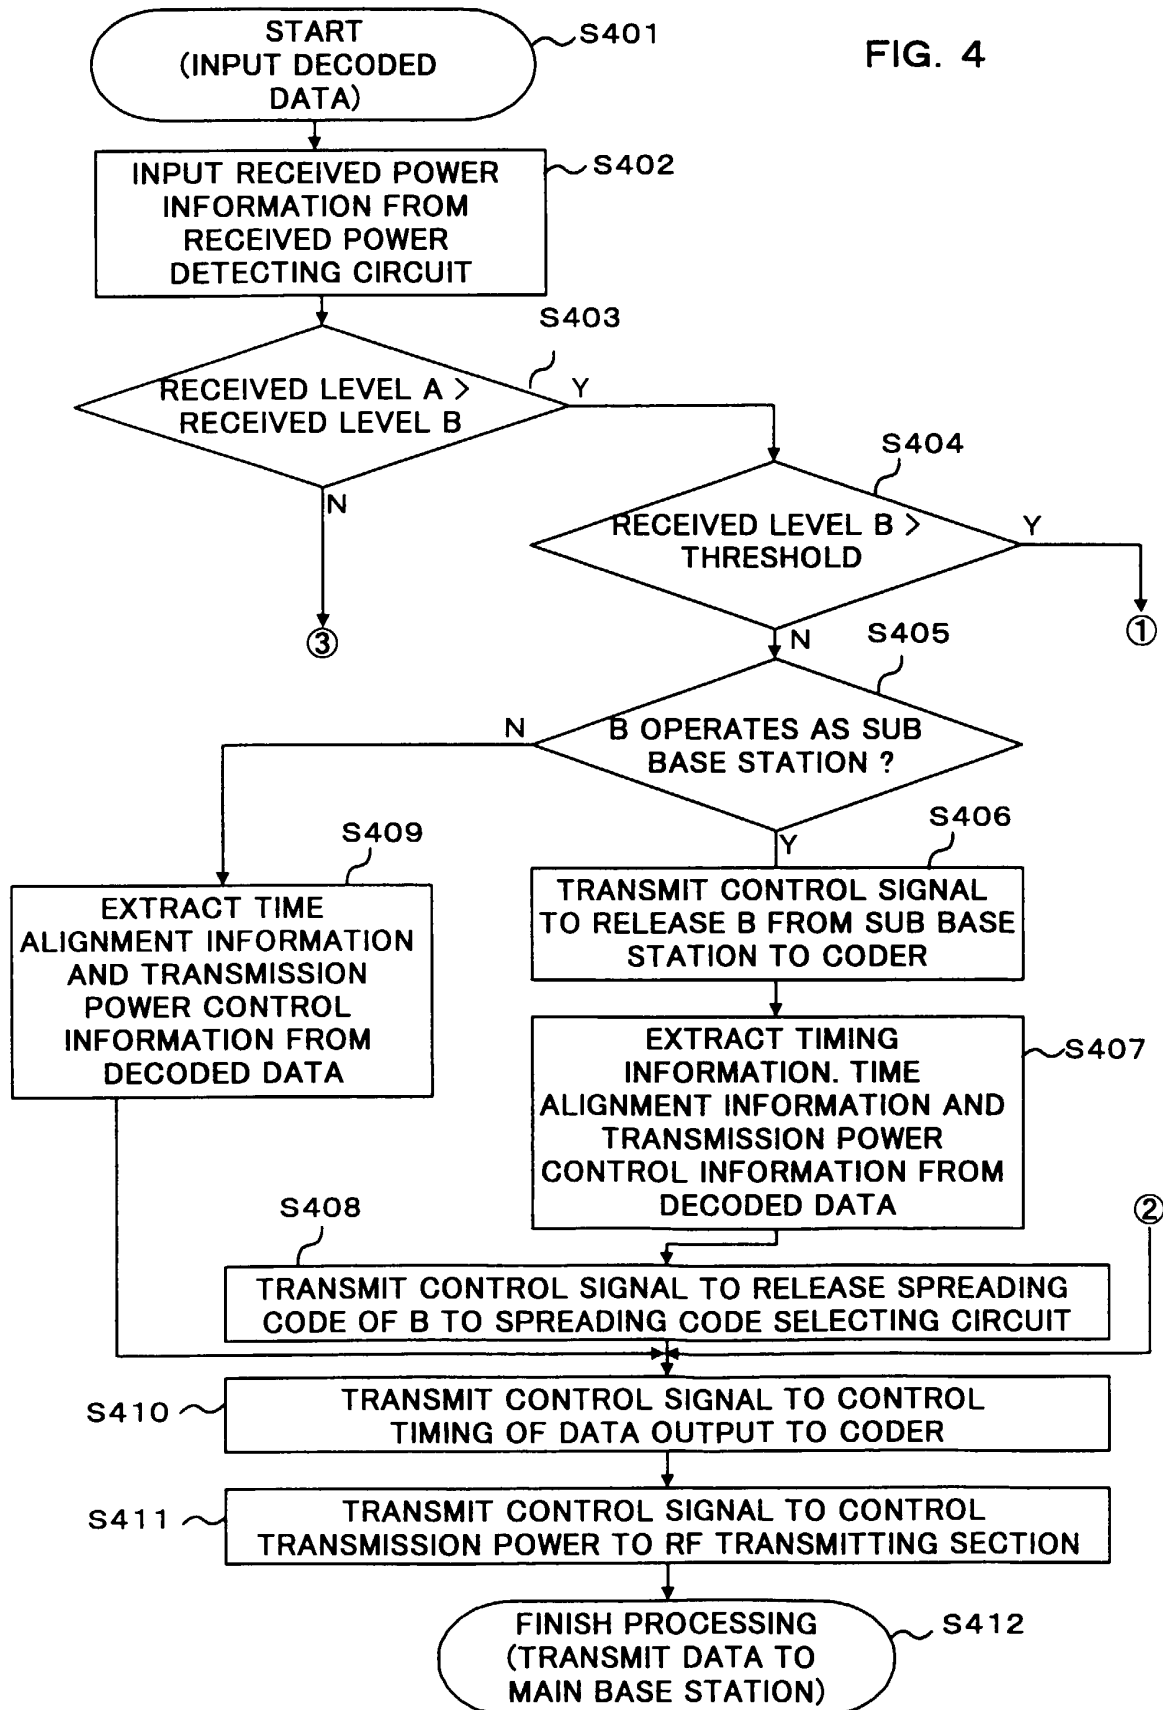 START
(INPUT DECODED
DATA)
S401
FIG. 4
INPUT RECEIVED POWER
INFORMATION FROM
RECEIVED POWER
DETECTING CIRCUIT
S402
S403
RECEIVED LEVEL A >
RECEIVED LEVEL B
Y
N
S404
RECEIVED LEVEL B >
THRESHOLD
Y
N
③
①
S405
B OPERATES AS SUB
BASE STATION ?
N
Y
S406
TRANSMIT CONTROL SIGNAL
TO RELEASE B FROM SUB BASE
STATION TO CODER
S409
EXTRACT TIME
ALIGNMENT INFORMATION
AND TRANSMISSION
POWER CONTROL
INFORMATION FROM
DECODED DATA
EXTRACT TIMING
INFORMATION. TIME
ALIGNMENT INFORMATION AND
TRANSMISSION POWER
CONTROL INFORMATION FROM
DECODED DATA
S407
S408
②
TRANSMIT CONTROL SIGNAL TO RELEASE SPREADING
CODE OF B TO SPREADING CODE SELECTING CIRCUIT
S410
TRANSMIT CONTROL SIGNAL TO CONTROL
TIMING OF DATA OUTPUT TO CODER
S411
TRANSMIT CONTROL SIGNAL TO CONTROL
TRANSMISSION POWER TO RF TRANSMITTING SECTION
FINISH PROCESSING
(TRANSMIT DATA TO
MAIN BASE STATION)
S412